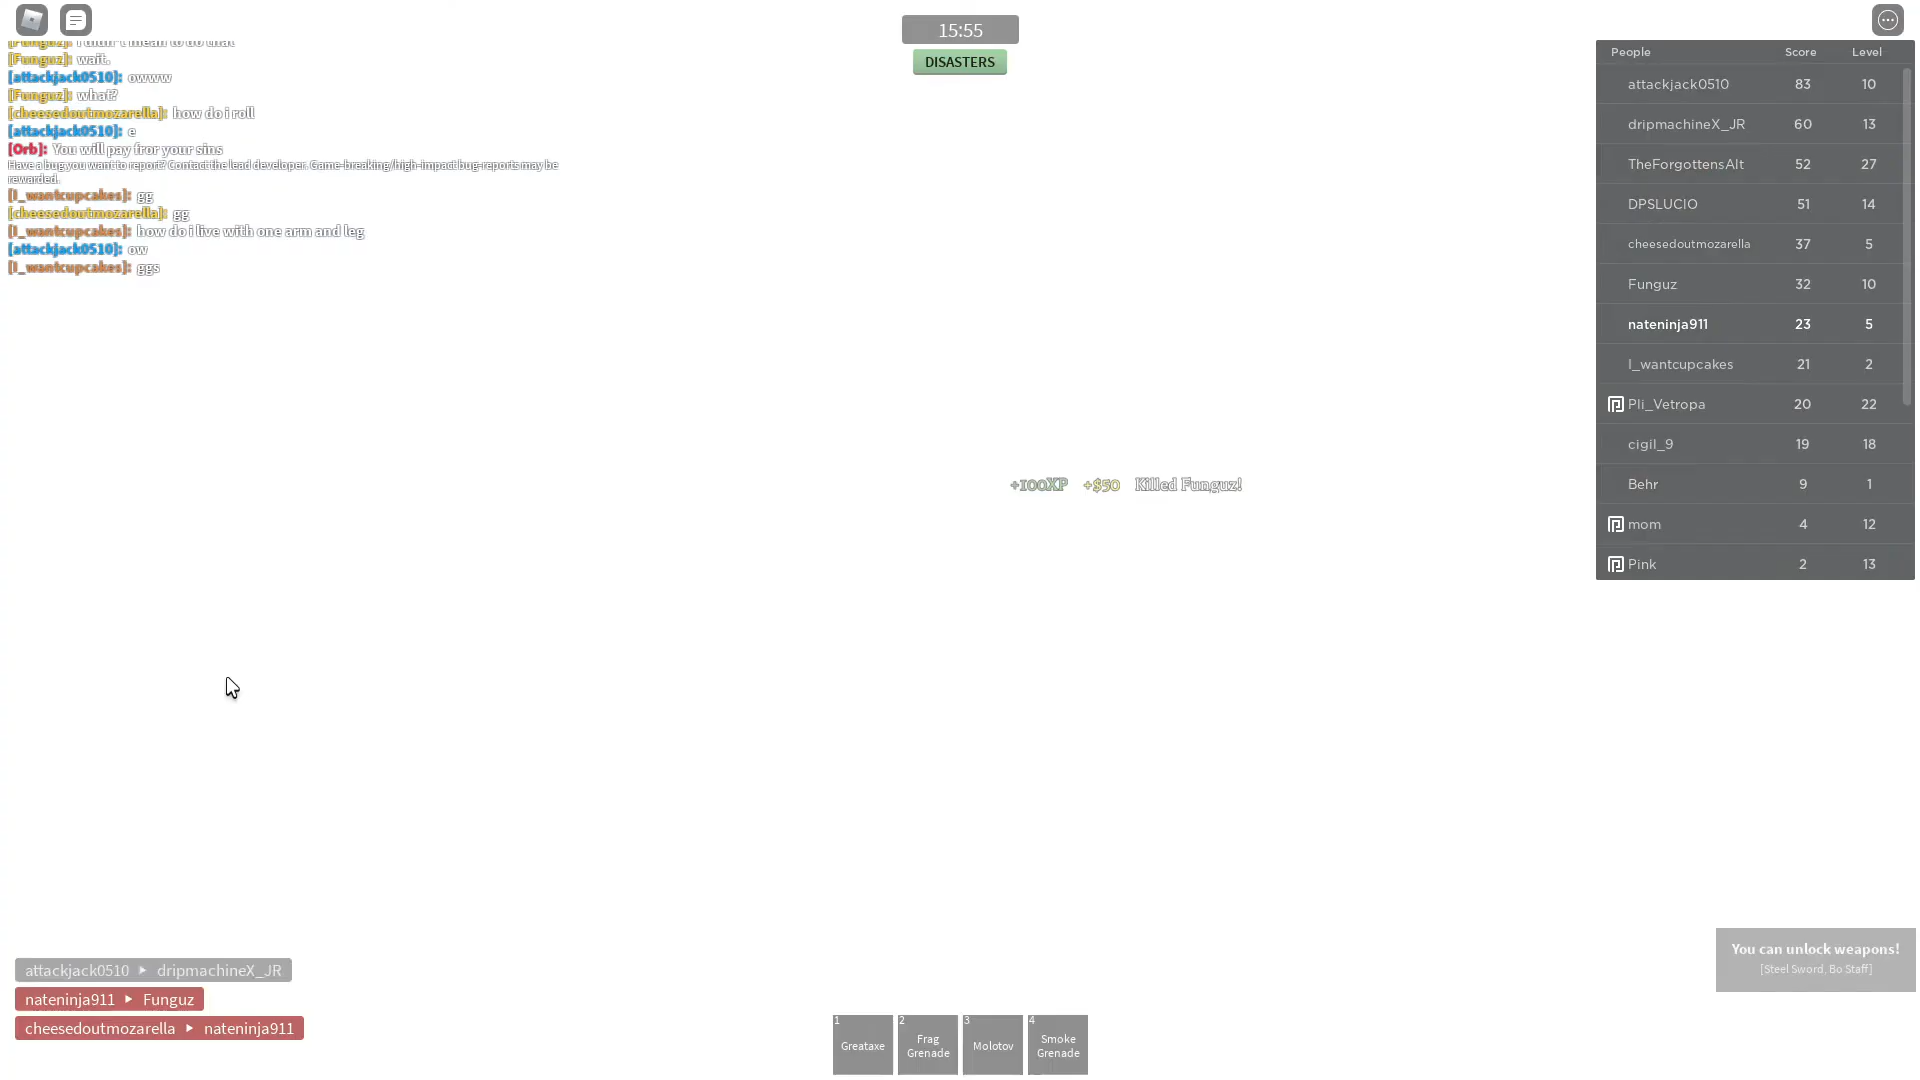 [Funguz]: i didn't mean to do that
[Funguz]: wait.
[attackjack0510]: owww
[Funguz]: what?
[cheesedoutmozarella]: how do i roll
[attackjack0510]: e
[Orb]: You will pay fror your sins
Have a bug you want to report? Contact the lead developer. Game-breaking/high-impact bug-reports may be
rewarded.
[I_wantcupcakes]: gg
[cheesedoutmozarella]: gg
[I_wantcupcakes]: how do i live with one arm and leg
[attackjack0510]: ow
[I_wantcupcakes]: ggs
15:55
DISASTERS
People Score Level
attackjack0510 83 10
dripmachineX_JR 60 13
TheForgottensAlt 52 27
DPSLUCIO 51 14
cheesedoutmozarella 37 5
Funguz 32 10
nateninja911 23 5
I_wantcupcakes 21 2
Pli_Vetropa 20 22
cigil_9 19 18
Behr 9 1
mom 4 12
Pink 2 13
+100XP +$50 Killed Funguz!
You can unlock weapons!
[Steel Sword, Bo Staff]
attackjack0510 ▸ dripmachineX_JR
nateninja911 ▸ Funguz
cheesedoutmozarella ▸ nateninja911
1 Greataxe
2 Frag Grenade
3 Molotov
4 Smoke Grenade